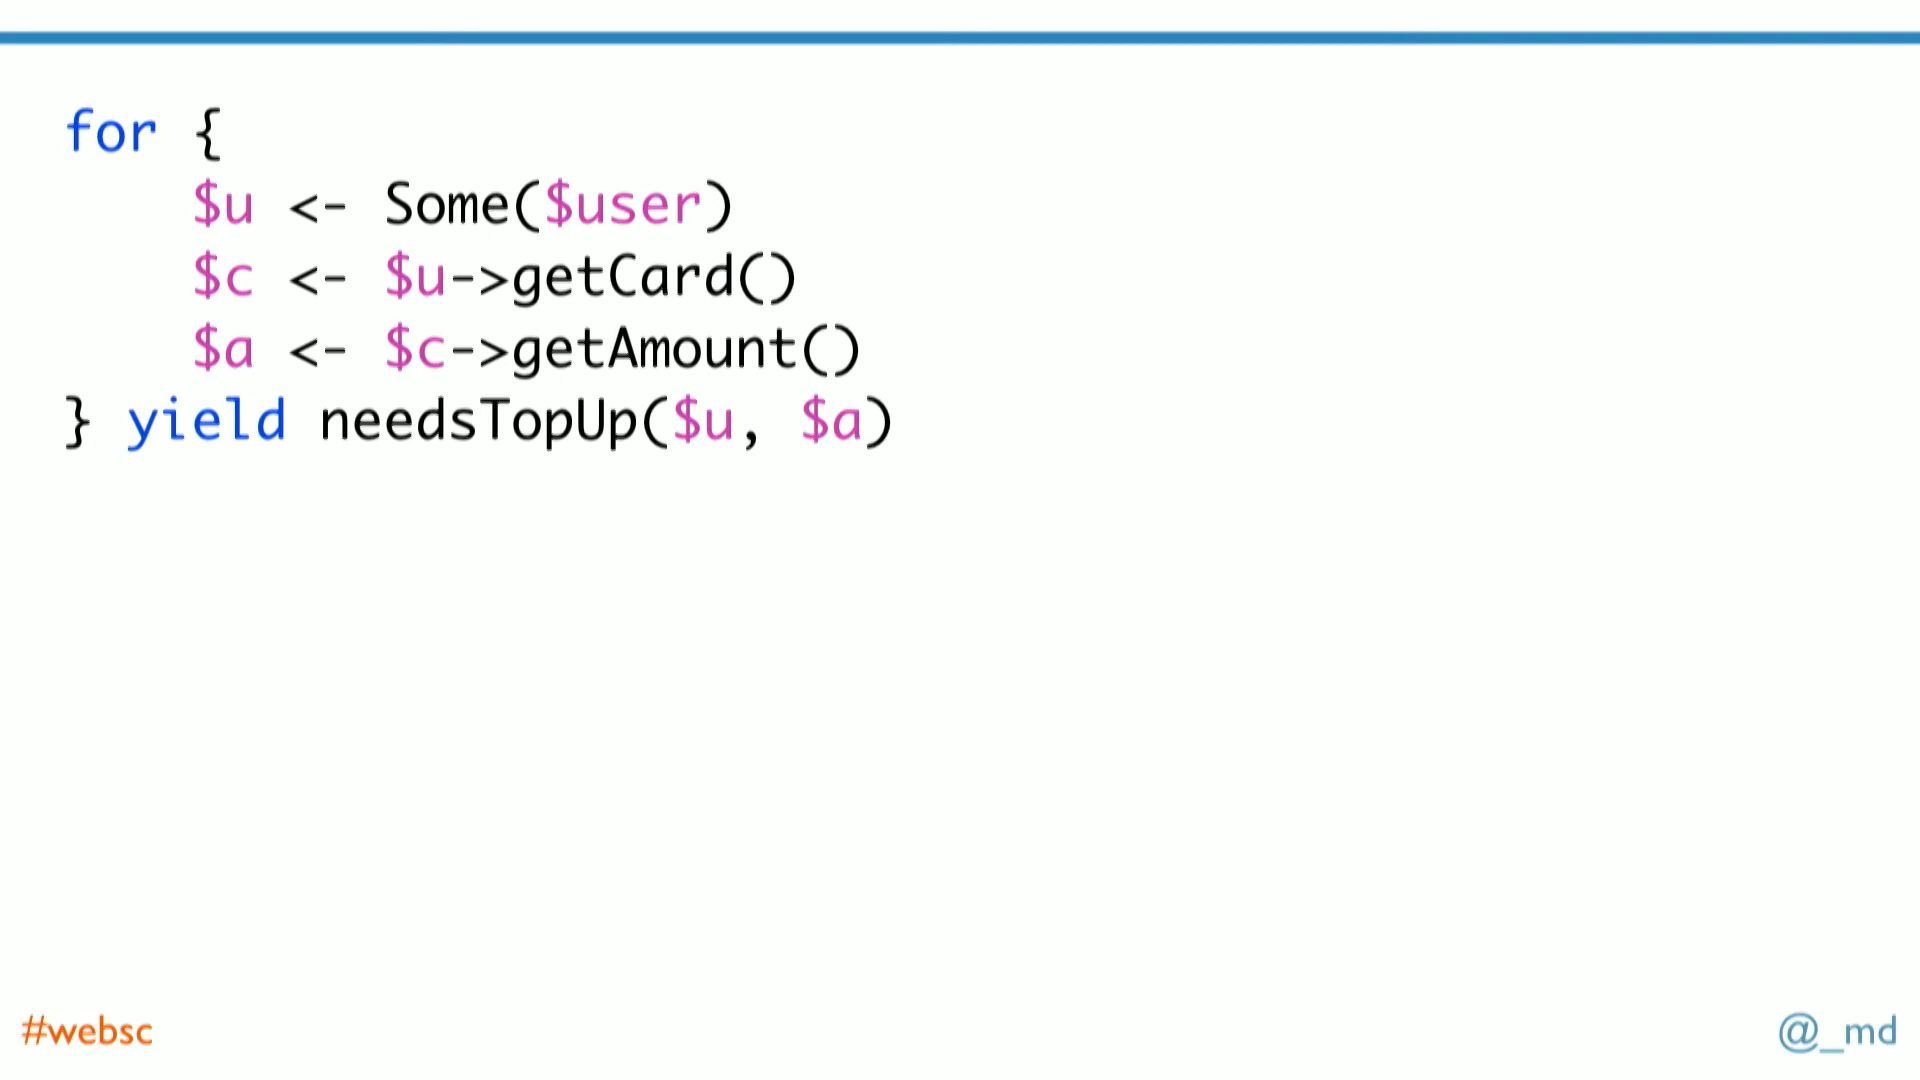 for {
    $u <- Some($user)
    $c <- $u->getCard()
    $a <- $c->getAmount()
} yield needsTopUp($u, $a)
#websc
@_md